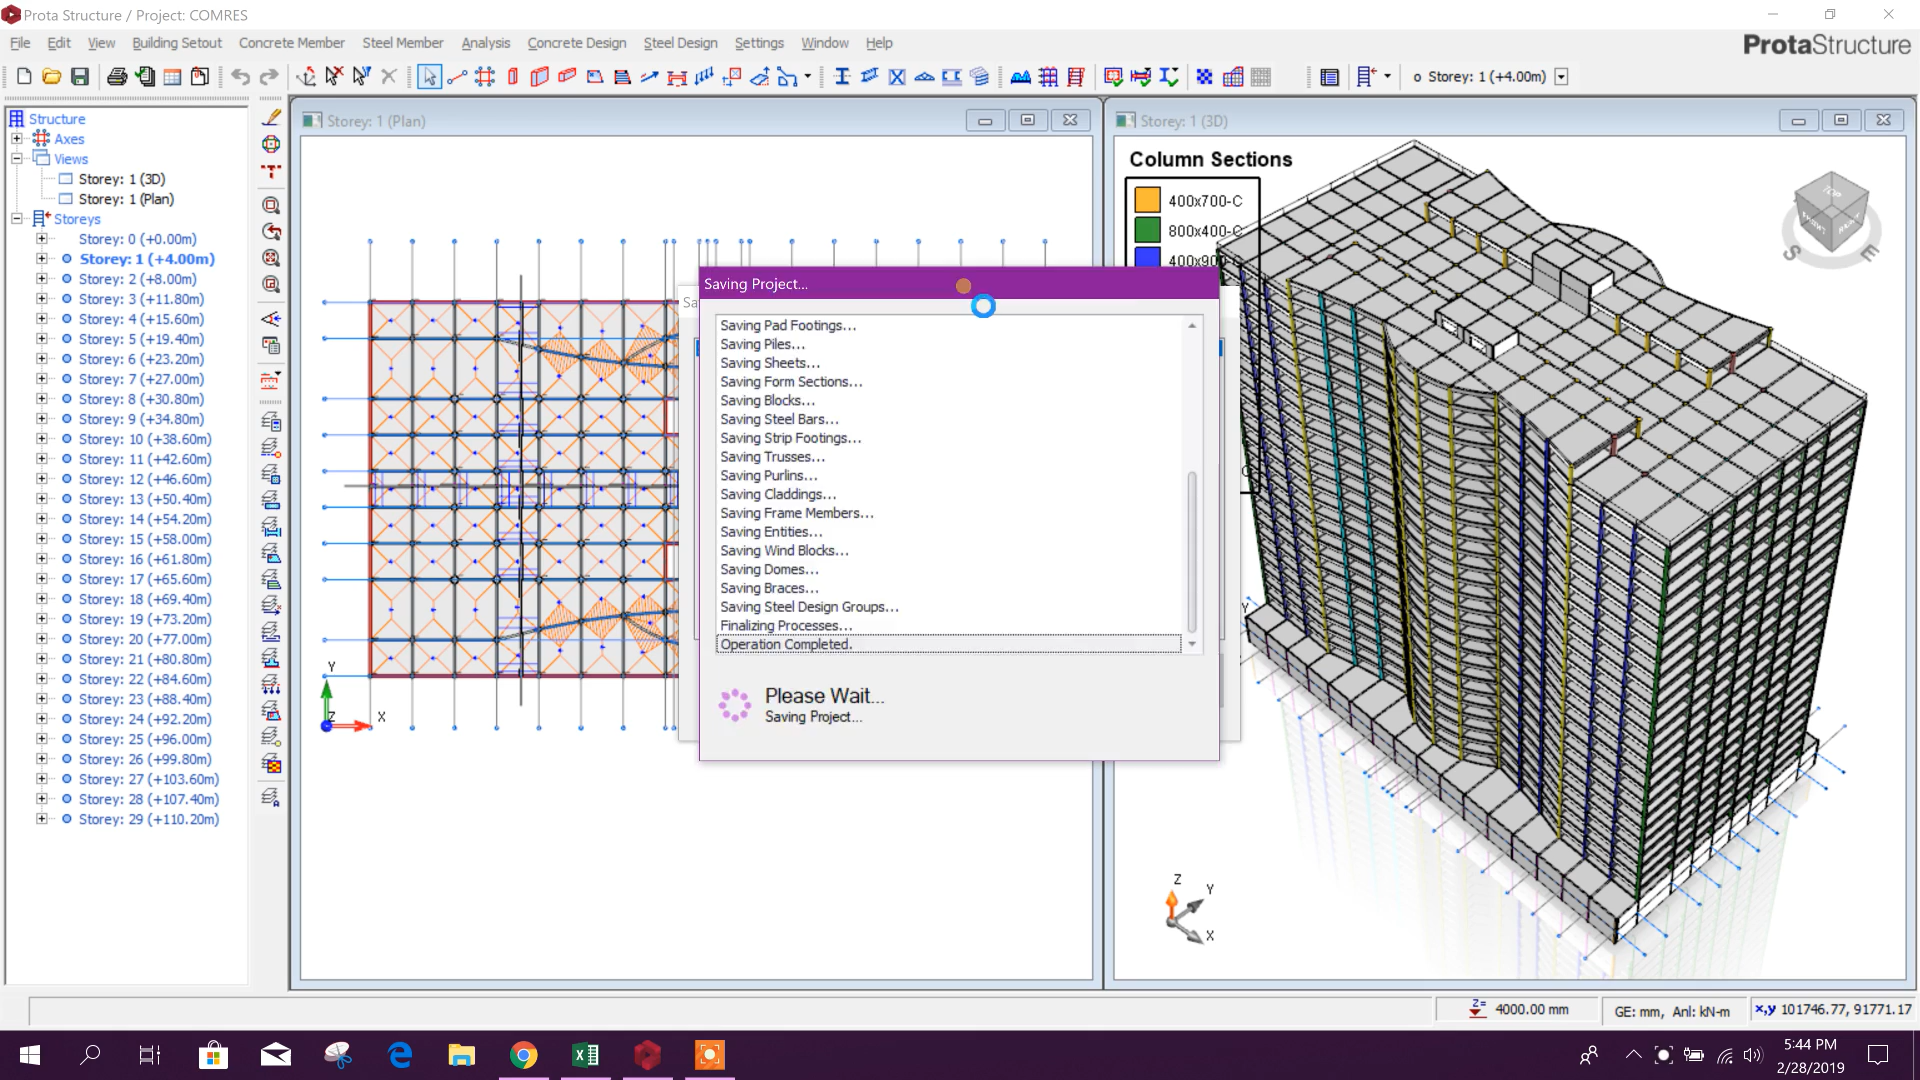 Prota Structure / Project: COMRES
File Edit View Building Setout Concrete Member Steel Member Analysis Concrete Design Steel Design Settings Window Help
ProtaStructure
Storey: 1 (+4.00m)
Structure
Axes
Views
Storey: 1 (3D)
Storey: 1 (Plan)
Storeys
Storey: 0 (+0.00m)
Storey: 1 (+4.00m)
Storey: 2 (+8.00m)
Storey: 3 (+11.80m)
Storey: 4 (+15.60m)
Storey: 5 (+19.40m)
Storey: 6 (+23.20m)
Storey: 7 (+27.00m)
Storey: 8 (+30.80m)
Storey: 9 (+34.80m)
Storey: 10 (+38.60m)
Storey: 11 (+42.60m)
Storey: 12 (+46.60m)
Storey: 13 (+50.40m)
Storey: 14 (+54.20m)
Storey: 15 (+58.00m)
Storey: 16 (+61.80m)
Storey: 17 (+65.60m)
Storey: 18 (+69.40m)
Storey: 19 (+73.20m)
Storey: 20 (+77.00m)
Storey: 21 (+80.80m)
Storey: 22 (+84.60m)
Storey: 23 (+88.40m)
Storey: 24 (+92.20m)
Storey: 25 (+96.00m)
Storey: 26 (+99.80m)
Storey: 27 (+103.60m)
Storey: 28 (+107.40m)
Storey: 29 (+110.20m)
Storey: 1 (Plan)
Y
Z
X
Sa
Saving Project...
Saving Pad Footings...
Saving Piles...
Saving Sheets...
Saving Form Sections...
Saving Blocks...
Saving Steel Bars...
Saving Strip Footings...
Saving Trusses...
Saving Purlins...
Saving Claddings...
Saving Frame Members...
Saving Entities...
Saving Wind Blocks...
Saving Domes...
Saving Braces...
Saving Steel Design Groups...
Finalizing Processes...
Operation Completed.
Please Wait...
Saving Project...
Storey: 1 (3D)
Column Sections
400x700-C
800x400-C
400x900
TOP
FRONT
RIGHT
S
E
Y
Z
Y
X
Z= 4000.00 mm
GE: mm, Anl: kN-m
x,y 101746.77, 91771.17
5:44 PM
2/28/2019